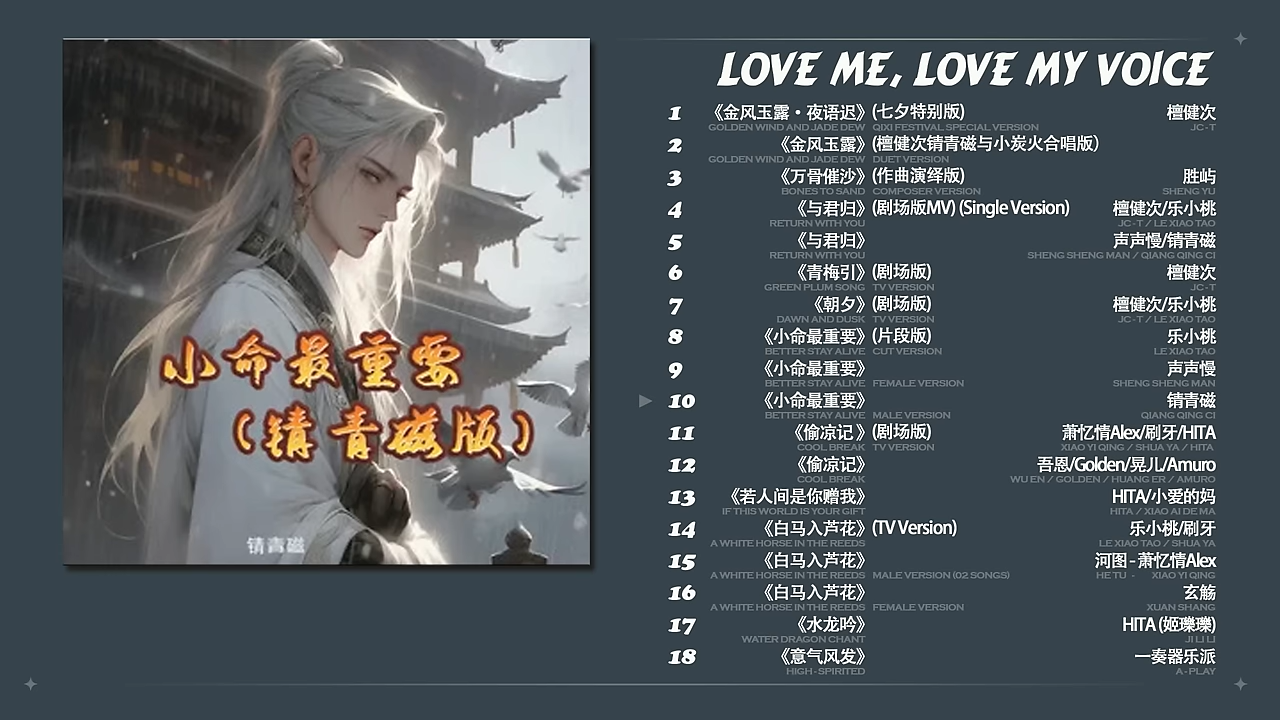 小命最重要
(锖青磁版)
锖青磁
LOVE ME, LOVE MY VOICE
1 《金风玉露·夜语迟》 (七夕特别版) 檀健次
GOLDEN WIND AND JADE DEW QIXI FESTIVAL SPECIAL VERSION JC-T
2 《金风玉露》 (檀健次锖青磁与小炭火合唱版)
GOLDEN WIND AND JADE DEW DUET VERSION
3 《万骨催沙》 (作曲演绎版) 胜屿
BONES TO SAND COMPOSER VERSION SHENG YU
4 《与君归》 (剧场版MV) (Single Version) 檀健次/乐小桃
RETURN WITH YOU JC-T / LE XIAO TAO
5 《与君归》 声声慢/锖青磁
RETURN WITH YOU SHENG SHENG MAN / QIANG QING CI
6 《青梅引》 (剧场版) 檀健次
GREEN PLUM SONG TV VERSION JC-T
7 《朝夕》 (剧场版) 檀健次/乐小桃
DAWN AND DUSK TV VERSION JC-T / LE XIAO TAO
8 《小命最重要》 (片段版) 乐小桃
BETTER STAY ALIVE CUT VERSION LE XIAO TAO
9 《小命最重要》 声声慢
BETTER STAY ALIVE FEMALE VERSION SHENG SHENG MAN
10 《小命最重要》 锖青磁
BETTER STAY ALIVE MALE VERSION QIANG QING CI
11 《偷凉记 》 (剧场版) 萧忆情Alex/刷牙/HITA
COOL BREAK TV VERSION XIAO YI QING / SHUA YA / HITA
12 《偷凉记》 吾恩/Golden/晃儿/Amuro
COOL BREAK WU EN / GOLDEN / HUANG ER / AMURO
13 《若人间是你赠我》 HITA/小爱的妈
IF THIS WORLD IS YOUR GIFT HITA / XIAO AI DE MA
14 《白马入芦花》 (TV Version) 乐小桃/刷牙
A WHITE HORSE IN THE REEDS LE XIAO TAO / SHUA YA
15 《白马入芦花》 河图 - 萧忆情Alex
A WHITE HORSE IN THE REEDS MALE VERSION (02 SONGS) HE TU - XIAO YI QING
16 《白马入芦花》 玄觞
A WHITE HORSE IN THE REEDS FEMALE VERSION XUAN SHANG
17 《水龙吟》 HITA (姬瓅瓅)
WATER DRAGON CHANT JI LI LI
18 《意气风发》 一奏器乐派
HIGH-SPIRITED A-PLAY